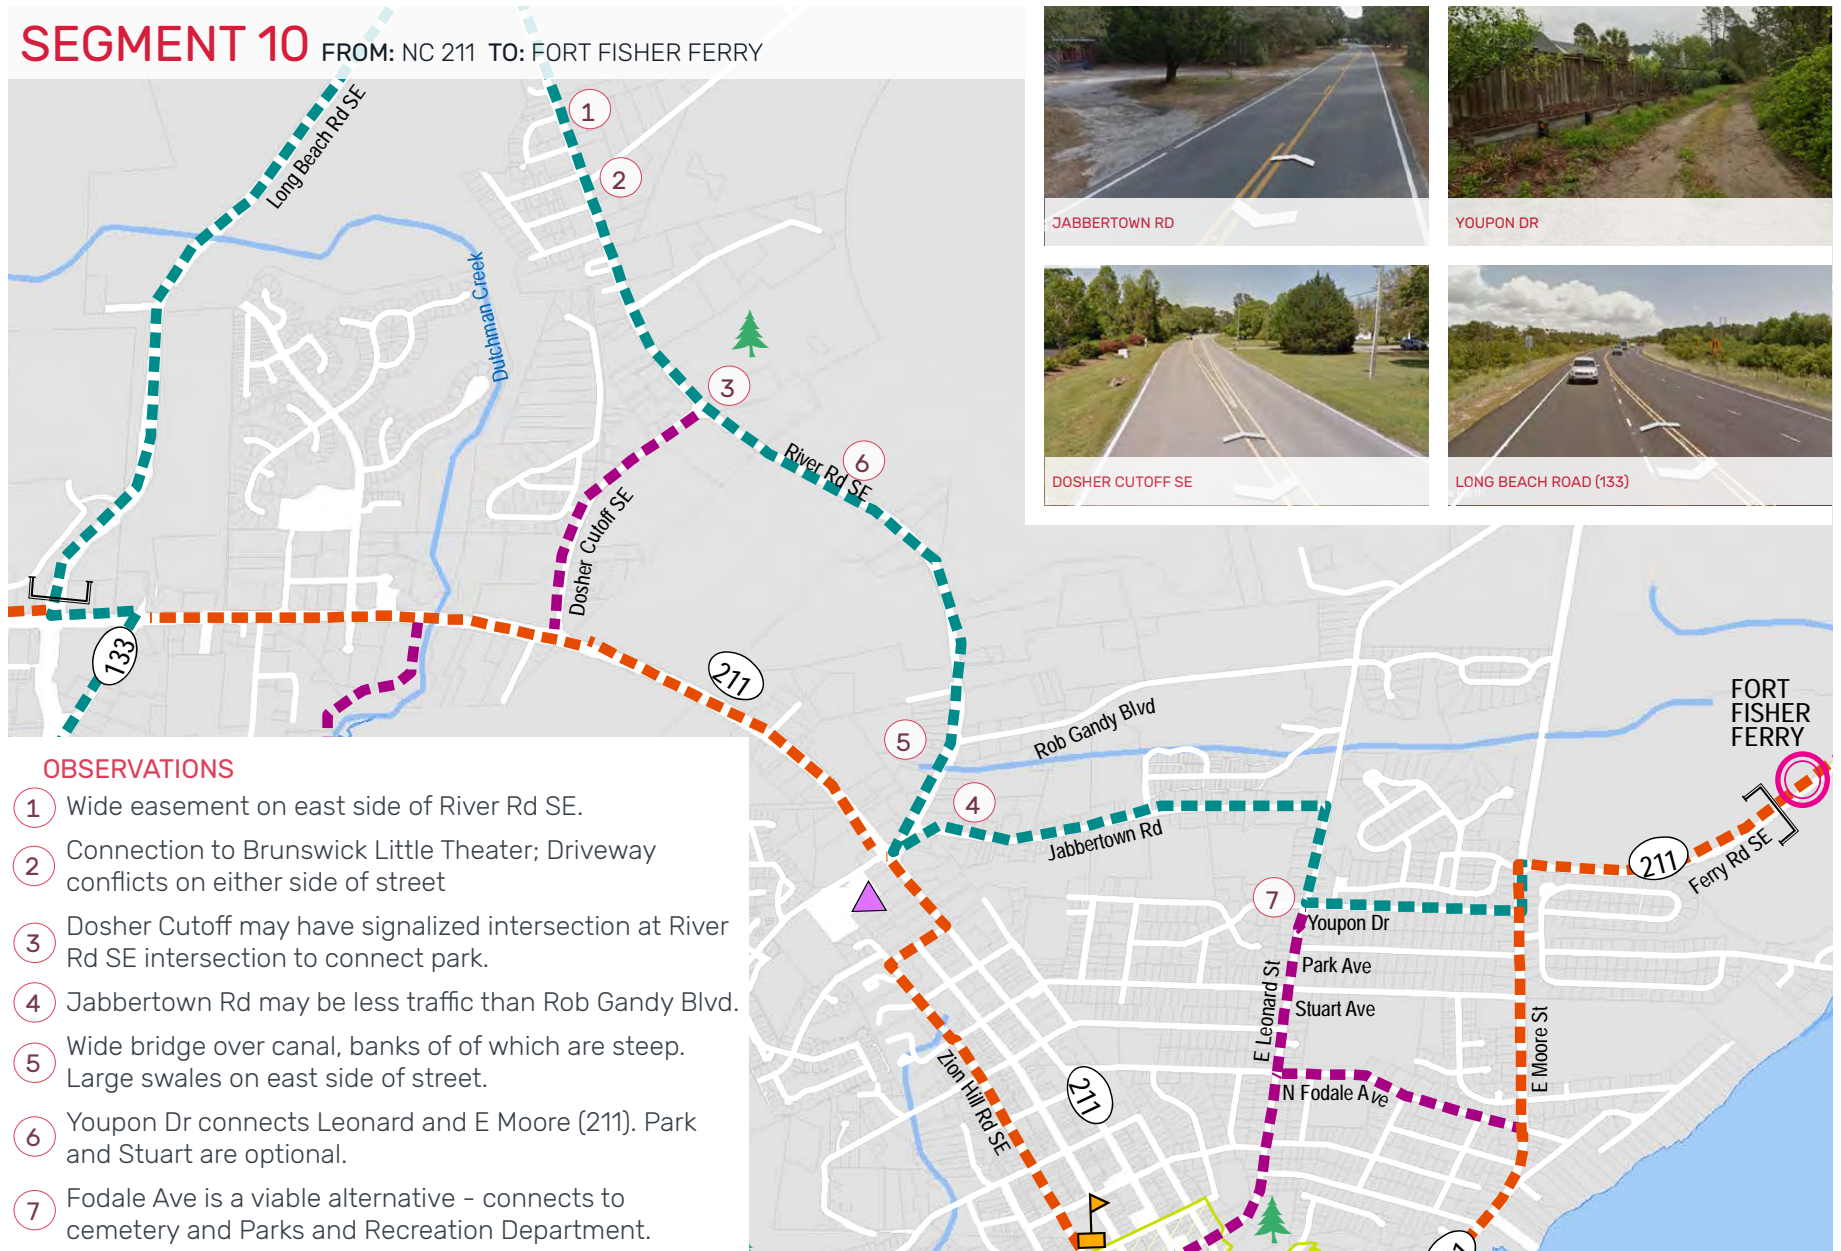 SEGMENT 10 FROM: NC 211 TO: FORT FISHER FERRY
JABBERTOWN RD
YOUPON DR
DOSHER CUTOFF SE
LONG BEACH ROAD (133)
Long Beach Rd SE
Dutchman Creek
1
2
3
River Rd SE
6
Dosher Cutoff SE
133
211
5
Rob Gandy Blvd
4
Jabbertown Rd
FORT
FISHER
FERRY
211
Ferry Rd SE
7
Youpon Dr
Park Ave
Stuart Ave
E Leonard St
E Moore St
N Fodale Ave
Zion Hill Rd SE
211
OBSERVATIONS
1 Wide easement on east side of River Rd SE.
2 Connection to Brunswick Little Theater; Driveway
conflicts on either side of street
3 Dosher Cutoff may have signalized intersection at River
Rd SE intersection to connect park.
4 Jabbertown Rd may be less traffic than Rob Gandy Blvd.
5 Wide bridge over canal, banks of of which are steep.
Large swales on east side of street.
6 Youpon Dr connects Leonard and E Moore (211). Park
and Stuart are optional.
7 Fodale Ave is a viable alternative - connects to
cemetery and Parks and Recreation Department.